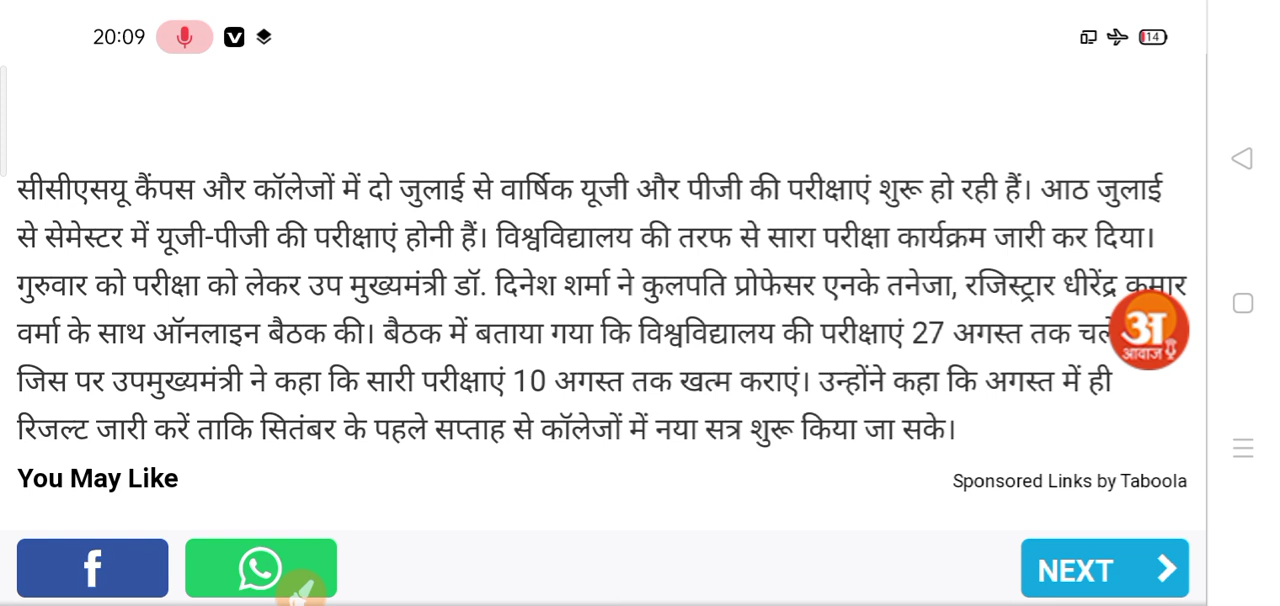 20:09
14
सीसीएसयू कैंपस और कॉलेजों में दो जुलाई से वार्षिक यूजी और पीजी की परीक्षाएं शुरू हो रही हैं। आठ जुलाई
से सेमेस्टर में यूजी-पीजी की परीक्षाएं होनी हैं। विश्वविद्यालय की तरफ से सारा परीक्षा कार्यक्रम जारी कर दिया।
गुरुवार को परीक्षा को लेकर उप मुख्यमंत्री डॉ. दिनेश शर्मा ने कुलपति प्रोफेसर एनके तनेजा, रजिस्ट्रार धीरेंद्र कुमार
वर्मा के साथ ऑनलाइन बैठक की। बैठक में बताया गया कि विश्वविद्यालय की परीक्षाएं 27 अगस्त तक
अ
आवाज
जिस पर उपमुख्यमंत्री ने कहा कि सारी परीक्षाएं 10 अगस्त तक खत्म कराएं। उन्होंने कहा कि अगस्त में ही
रिजल्ट जारी करें ताकि सितंबर के पहले सप्ताह से कॉलेजों में नया सत्र शुरू किया जा सके।
You May Like
Sponsored Links by Taboola
NEXT